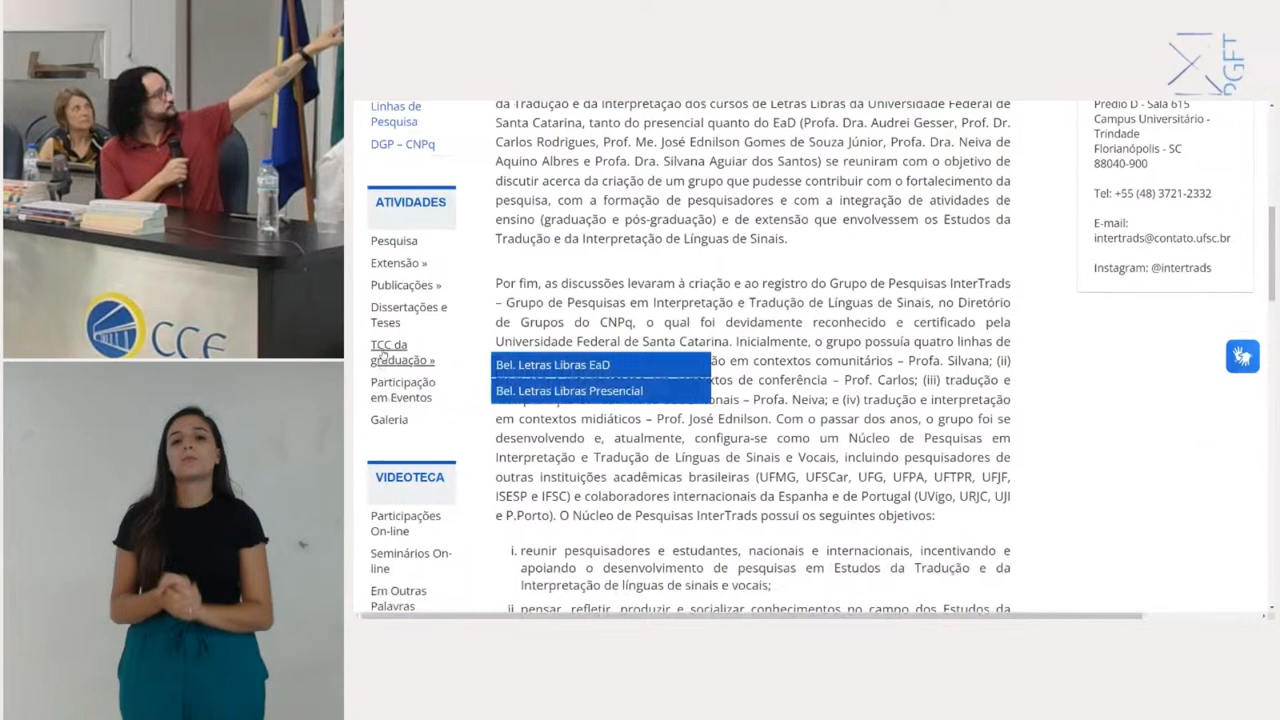 PGFT
Linhas de
Pesquisa
DGP – CNPq
ATIVIDADES
Pesquisa
Extensão »
Publicações »
Dissertações e
Teses
TCC da
graduação »
Participação
em Eventos
Galeria
VIDEOTECA
Participações
On-line
Seminários On-
line
Em Outras
Palavras
da Tradução e da Interpretação dos cursos de Letras Libras da Universidade Federal de
Santa Catarina, tanto do presencial quanto do EaD (Profa. Dra. Audrei Gesser, Prof. Dr.
Carlos Rodrigues, Prof. Me. José Ednilson Gomes de Souza Júnior, Profa. Dra. Neiva de
Aquino Albres e Profa. Dra. Silvana Aguiar dos Santos) se reuniram com o objetivo de
discutir acerca da criação de um grupo que pudesse contribuir com o fortalecimento da
pesquisa, com a formação de pesquisadores e com a integração de atividades de
ensino (graduação e pós-graduação) e de extensão que envolvessem os Estudos da
Tradução e da Interpretação de Línguas de Sinais.
Por fim, as discussões levaram à criação e ao registro do Grupo de Pesquisas InterTrads
– Grupo de Pesquisas em Interpretação e Tradução de Línguas de Sinais, no Diretório
de Grupos do CNPq, o qual foi devidamente reconhecido e certificado pela
Universidade Federal de Santa Catarina. Inicialmente, o grupo possuía quatro linhas de
Bel. Letras Libras EaD
Bel. Letras Libras Presencial
em contextos comunitários – Profa. Silvana; (ii)
de conferência – Prof. Carlos; (iii) tradução e
– Profa. Neiva; e (iv) tradução e interpretação
em contextos midiáticos – Prof. José Ednilson. Com o passar dos anos, o grupo foi se
desenvolvendo e, atualmente, configura-se como um Núcleo de Pesquisas em
Interpretação e Tradução de Línguas de Sinais e Vocais, incluindo pesquisadores de
outras instituições acadêmicas brasileiras (UFMG, UFSCar, UFG, UFPA, UFTPR, UFJF,
ISESP e IFSC) e colaboradores internacionais da Espanha e de Portugal (UVigo, URJC, UJI
e P.Porto). O Núcleo de Pesquisas InterTrads possui os seguintes objetivos:
i. reunir pesquisadores e estudantes, nacionais e internacionais, incentivando e
apoiando o desenvolvimento de pesquisas em Estudos da Tradução e da
Interpretação de línguas de sinais e vocais;
ii. pensar, refletir, produzir e socializar conhecimentos no campo dos Estudos da
Prédio D - Sala 615
Campus Universitário -
Trindade
Florianópolis - SC
88040-900
Tel: +55 (48) 3721-2332
E-mail:
intertrads@contato.ufsc.br
Instagram: @intertrads
CCE